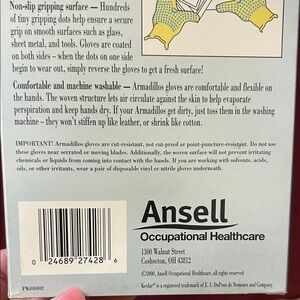 Non-slip gripping surface — Hundreds
of tiny dots help ensure a secure
grip on smooth surfaces such as glass,
sheet metal, and tools. Gloves are coated
on both sides – when the dots on one side
begin to wear out, simply reverse the gloves to get a fresh surface!
Comfortable and machine washable — Armadillos gloves are comfortable and flexible on
the hands. The woven structure lets air circulate against the skin to help evaporate
perspiration and keep hands dry. If your Armadillos get dirty, just toss them in the washing
machine – they won't stiffen up like leather, or shrink like cotton.
IMPORTANT! Armadillos gloves are cut-resistant, not cut-proof or point/puncture-resistant. Do not use
these gloves near serrated or moving blades. Additionally, the woven surface will not prevent irritating
chemicals or liquids from coming into contact with the hands. If you are working with solvents, acids,
oils, or other irritants, wear a pair of disposable vinyl or nitrile gloves underneath.
Ansell
Occupational Healthcare
1300 Walnut Street
Coshocton, OH 43812
©2000, Ansell Occupational Healthcare, all rights reserved
Kevlar® is a registered trademark of E. I. DuPont de Nemours and Company
0 24689 27428 6
PK03002